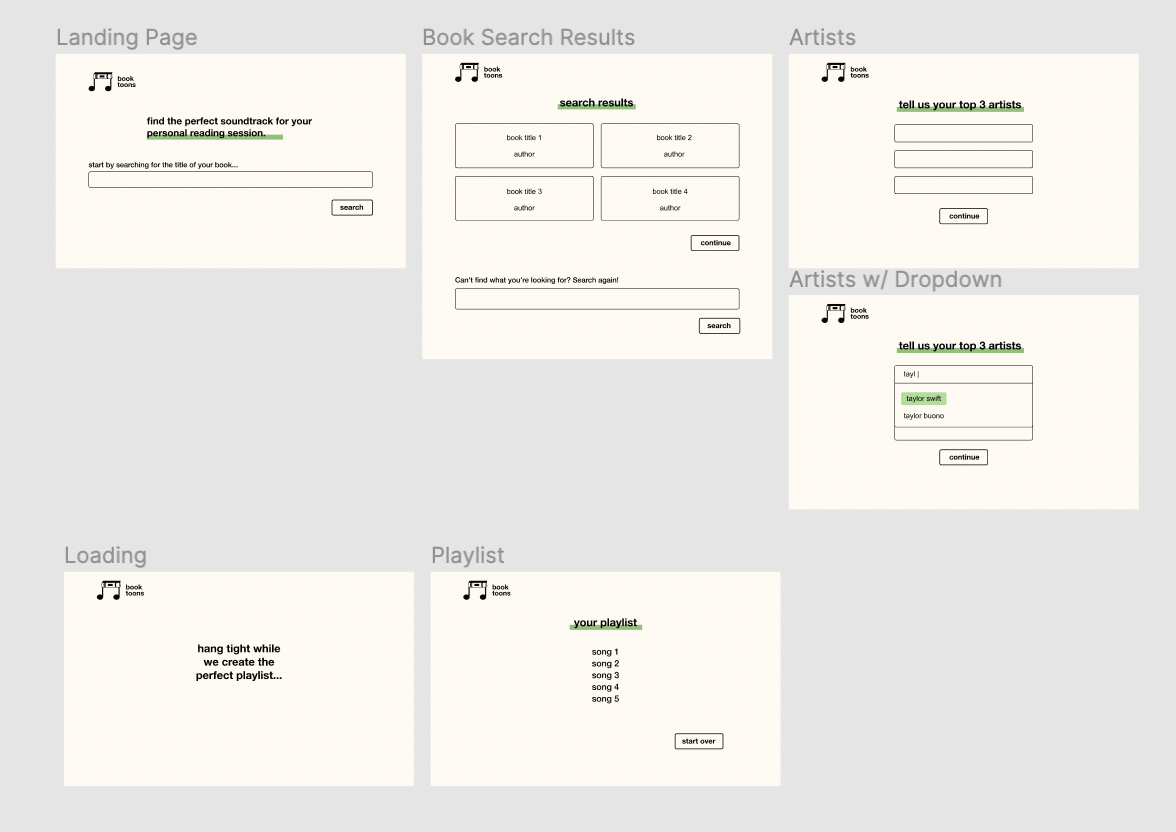 Landing Page
book
toons
find the perfect soundtrack for your
personal reading session.
start by searching for the title of your book...
search
Book Search Results
book
toons
search results
book title 1
author
book title 2
author
book title 3
author
book title 4
author
continue
Can't find what you're looking for? Search again!
search
Artists
book
toons
tell us your top 3 artists
continue
Artists w/ Dropdown
book
toons
tell us your top 3 artists
tayl |
taylor swift
taylor buono
continue
Loading
book
toons
hang tight while
we create the
perfect playlist...
Playlist
book
toons
your playlist
song 1
song 2
song 3
song 4
song 5
start over